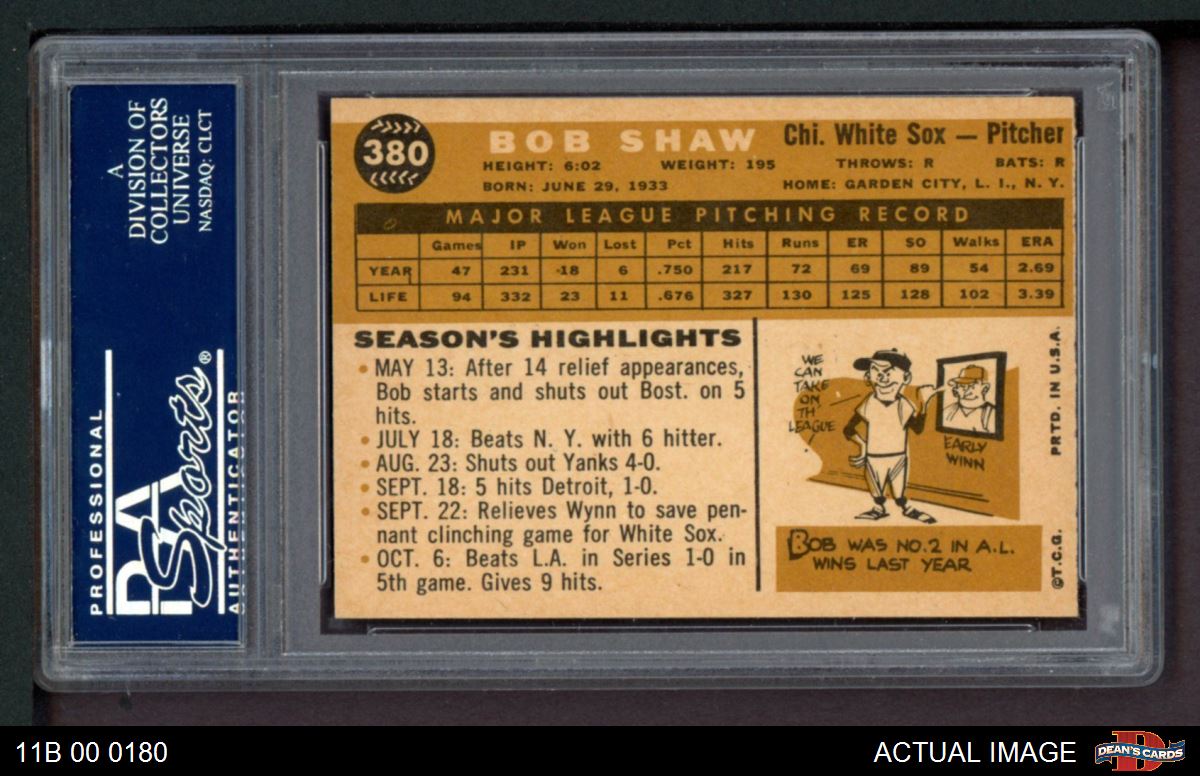 A
DIVISION OF
COLLECTORS
UNIVERSE
NASDAQ: CLCT
PROFESSIONAL
PSA
Sports®
AUTHENTICATOR
380
BOB SHAW
Chi. White Sox — Pitcher
HEIGHT: 6:02 WEIGHT: 195 THROWS: R BATS: R
BORN: JUNE 29, 1933 HOME: GARDEN CITY, L. I., N. Y.
MAJOR LEAGUE PITCHING RECORD
Games IP Won Lost Pct Hits Runs ER SO Walks ERA
YEAR 47 231 18 6 .750 217 72 69 89 54 2.69
LIFE 94 332 23 11 .676 327 130 125 128 102 3.39
SEASON'S HIGHLIGHTS
• MAY 13: After 14 relief appearances,
Bob starts and shuts out Bost. on 5
hits.
• JULY 18: Beats N. Y. with 6 hitter.
• AUG. 23: Shuts out Yanks 4-0.
• SEPT. 18: 5 hits Detroit, 1-0.
• SEPT. 22: Relieves Wynn to save pen-
nant clinching game for White Sox.
• OCT. 6: Beats L.A. in Series 1-0 in
5th game. Gives 9 hits.
WE
CAN
TAKE
ON
TH'
LEAGUE
EARLY
WINN
BOB WAS NO.2 IN A.L.
WINS LAST YEAR
PRTD. IN U.S.A.
©T.C.G.
11B 00 0180
ACTUAL IMAGE
DEAN'S CARDS